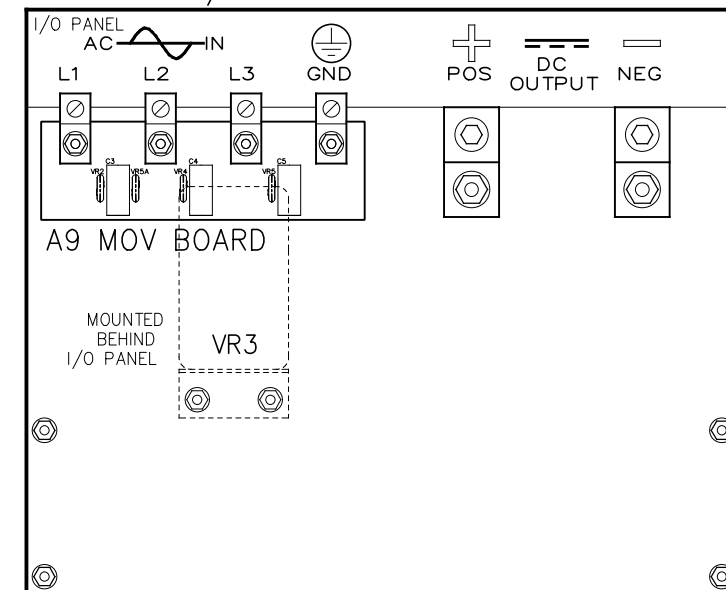 I/O PANEL
AC IN
L1 L2 L3 GND
POS DC OUTPUT NEG
C3 C4 C5
VR2 VR5A VR4 VR5
A9 MOV BOARD
MOUNTED
BEHIND
I/O PANEL
VR3